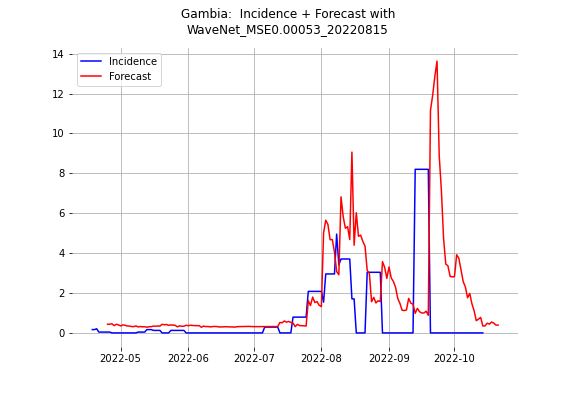 Gambia:  Incidence + Forecast with
WaveNet_MSE0.00053_20220815
Incidence
Forecast
14
12
10
8
6
4
2
0
2022-05 2022-06 2022-07 2022-08 2022-09 2022-10